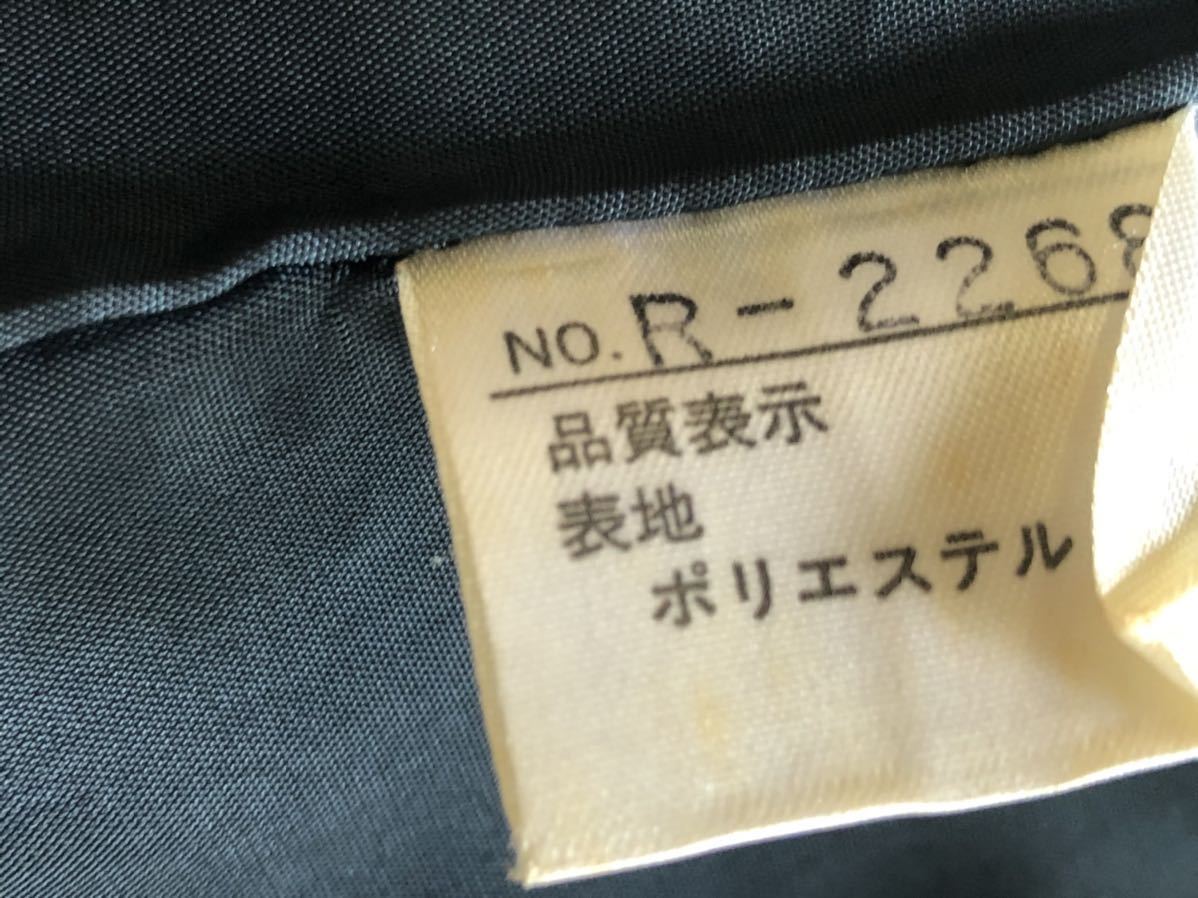 NO. R-2268
品質表示
表地
ポリエステル